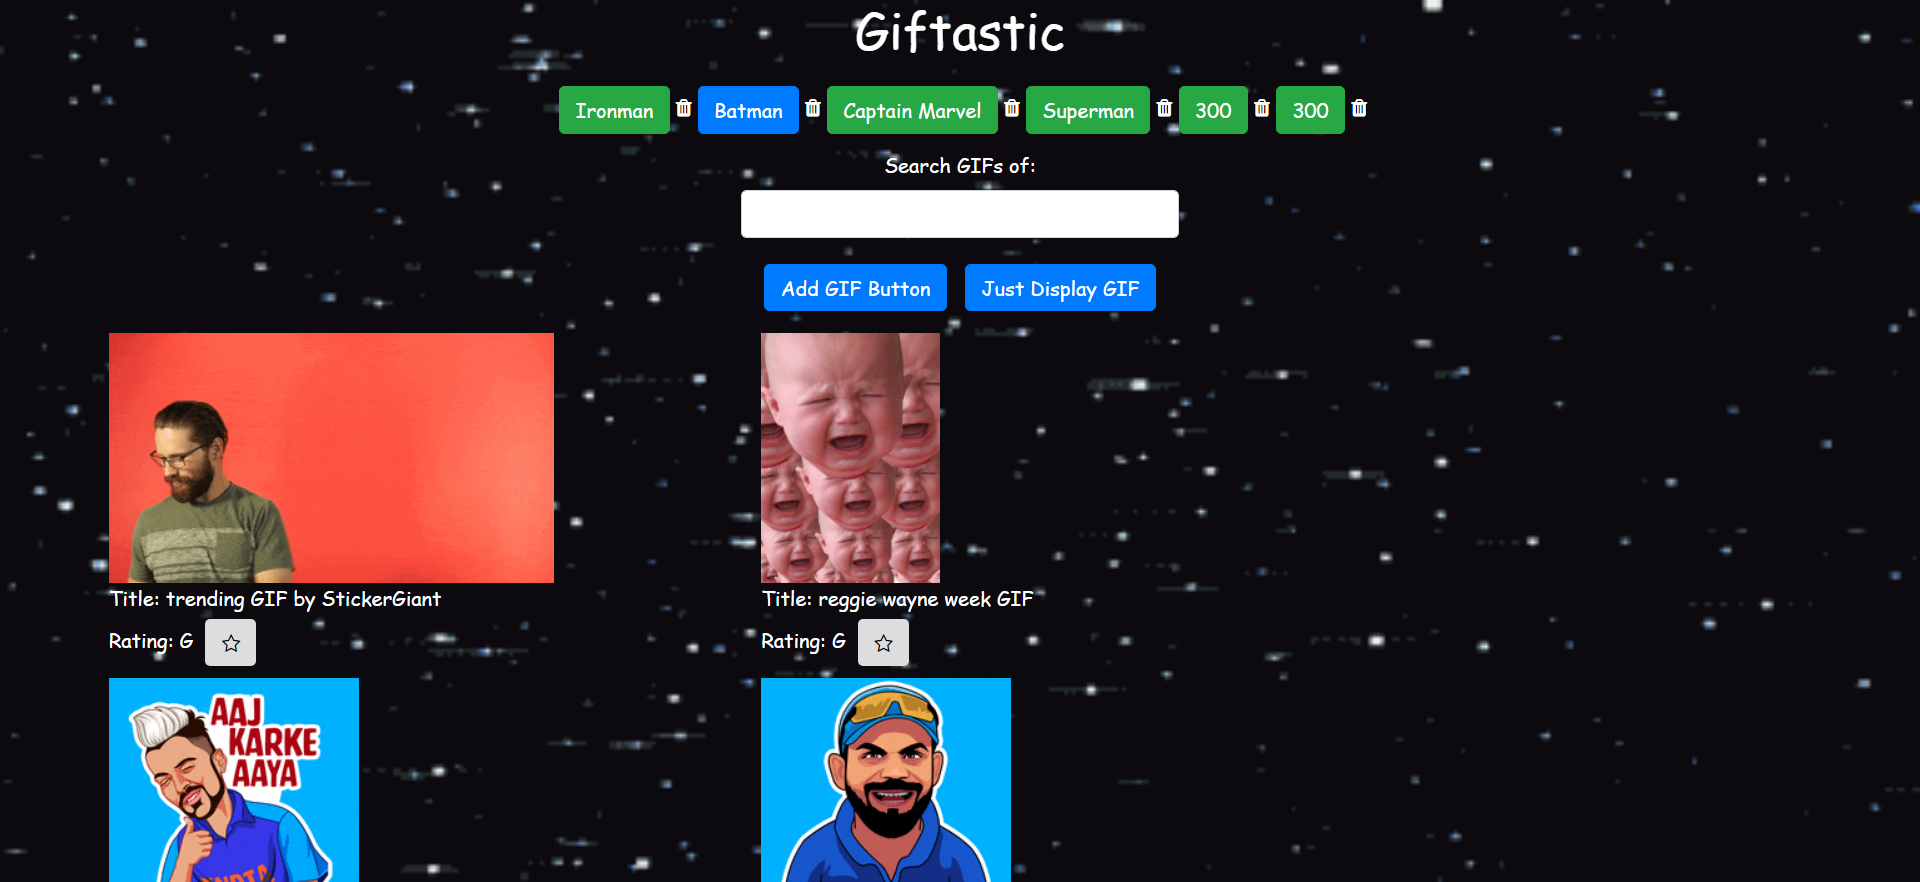 Giftastic
Ironman Batman Captain Marvel Superman 300 300
Search GIFs of:
Add GIF Button Just Display GIF
Title: trending GIF by StickerGiant
Title: reggie wayne week GIF
Rating: G
Rating: G
AAJ
KARKE
AAYA
INDIA